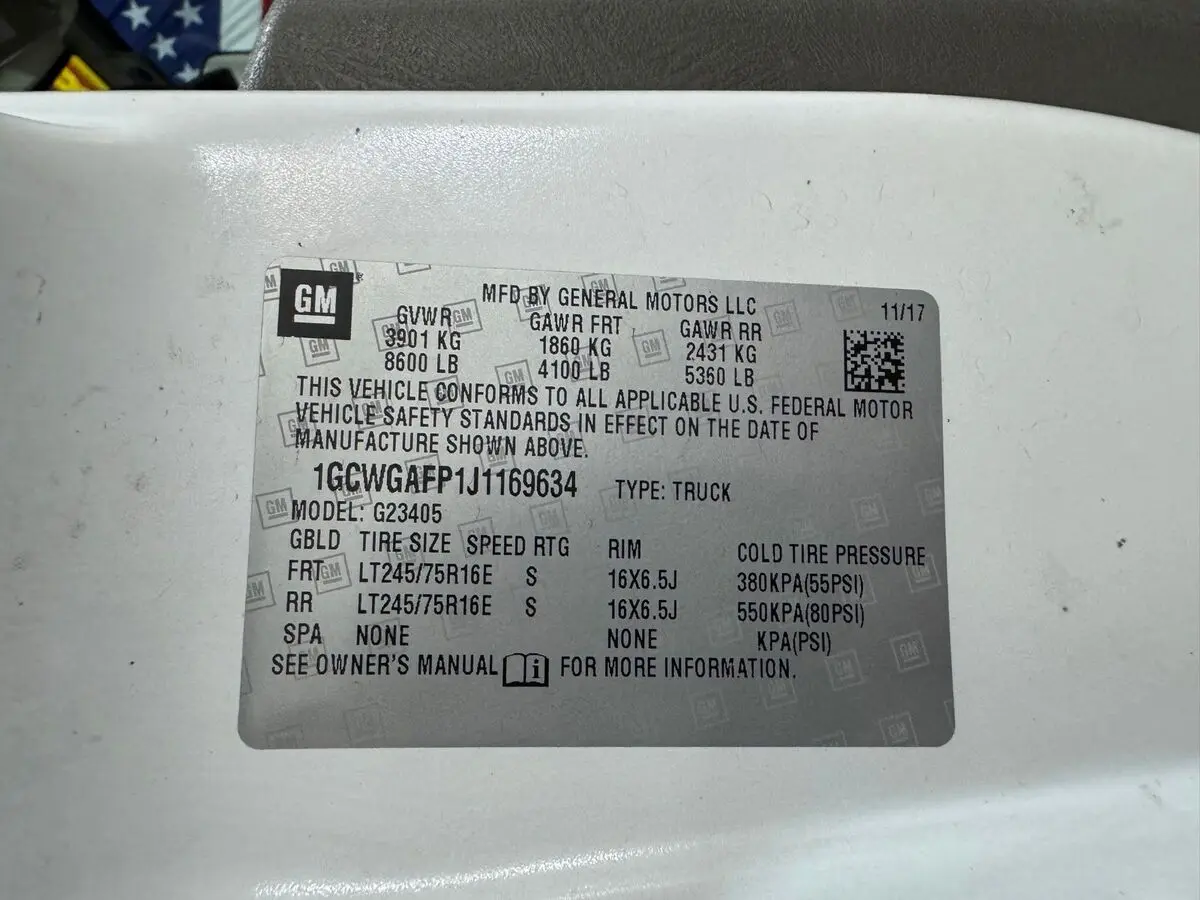 GM
MFD BY GENERAL MOTORS LLC 11/17
GVWR GAWR FRT GAWR RR
3901 KG 1860 KG 2431 KG
8600 LB 4100 LB 5360 LB
THIS VEHICLE CONFORMS TO ALL APPLICABLE U.S. FEDERAL MOTOR
VEHICLE SAFETY STANDARDS IN EFFECT ON THE DATE OF
MANUFACTURE SHOWN ABOVE.
1GCWGAFP1J1169634 TYPE: TRUCK
MODEL: G23405
GBLD TIRE SIZE SPEED RTG RIM COLD TIRE PRESSURE
FRT LT245/75R16E S 16X6.5J 380KPA(55PSI)
RR LT245/75R16E S 16X6.5J 550KPA(80PSI)
SPA NONE NONE KPA(PSI)
SEE OWNER'S MANUAL i FOR MORE INFORMATION.